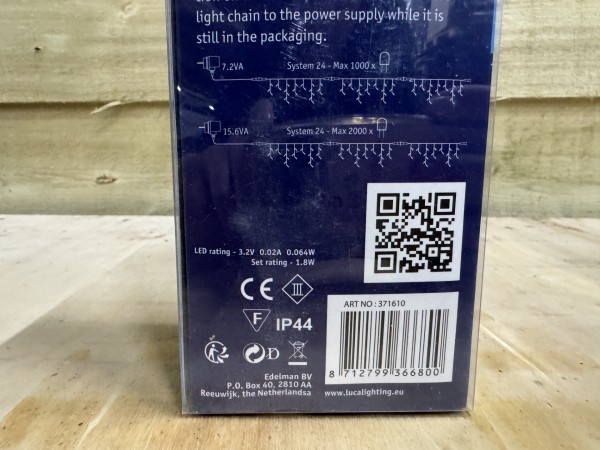 light chain to the power supply while it is
still in the packaging.
7.2VA System 24 - Max 1000 x
15.6VA System 24 - Max 2000 x
LED rating - 3.2V 0.02A 0.064W
Set rating - 1.8W
CE III
F IP44
ART NO : 371610
8 712799 366800
Edelman BV
P.O. Box 40, 2810 AA
Reeuwijk, the Netherlandsa
www.lucalighting.eu